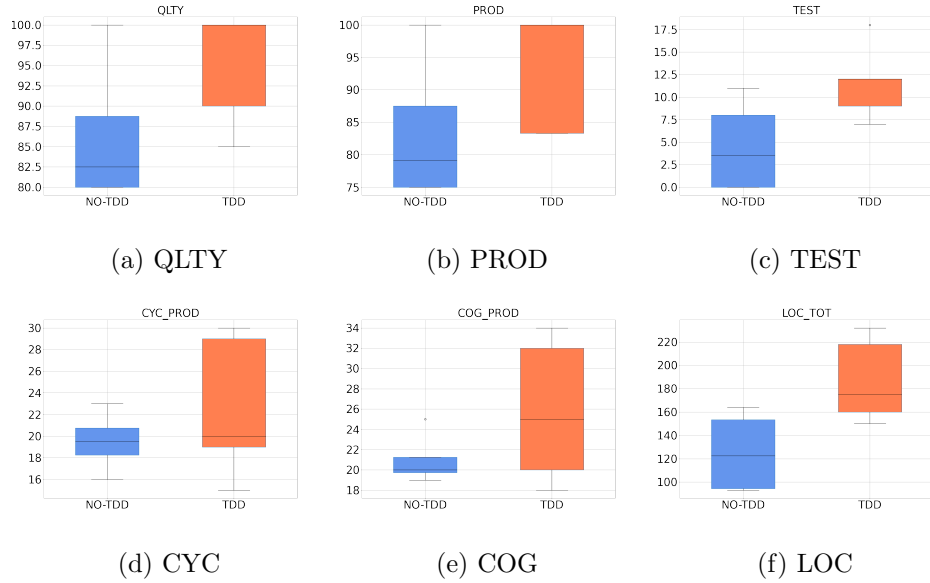 QLTY
100.0
97.5
95.0
92.5
90.0
87.5
85.0
82.5
80.0
NO-TDD TDD
(a) QLTY
PROD
100
95
90
85
80
75
NO-TDD TDD
(b) PROD
TEST
17.5
15.0
12.5
10.0
7.5
5.0
2.5
0.0
NO-TDD TDD
(c) TEST
CYC_PROD
30
28
26
24
22
20
18
16
NO-TDD TDD
(d) CYC
COG_PROD
34
32
30
28
26
24
22
20
18
NO-TDD TDD
(e) COG
LOC_TOT
220
200
180
160
140
120
100
NO-TDD TDD
(f) LOC